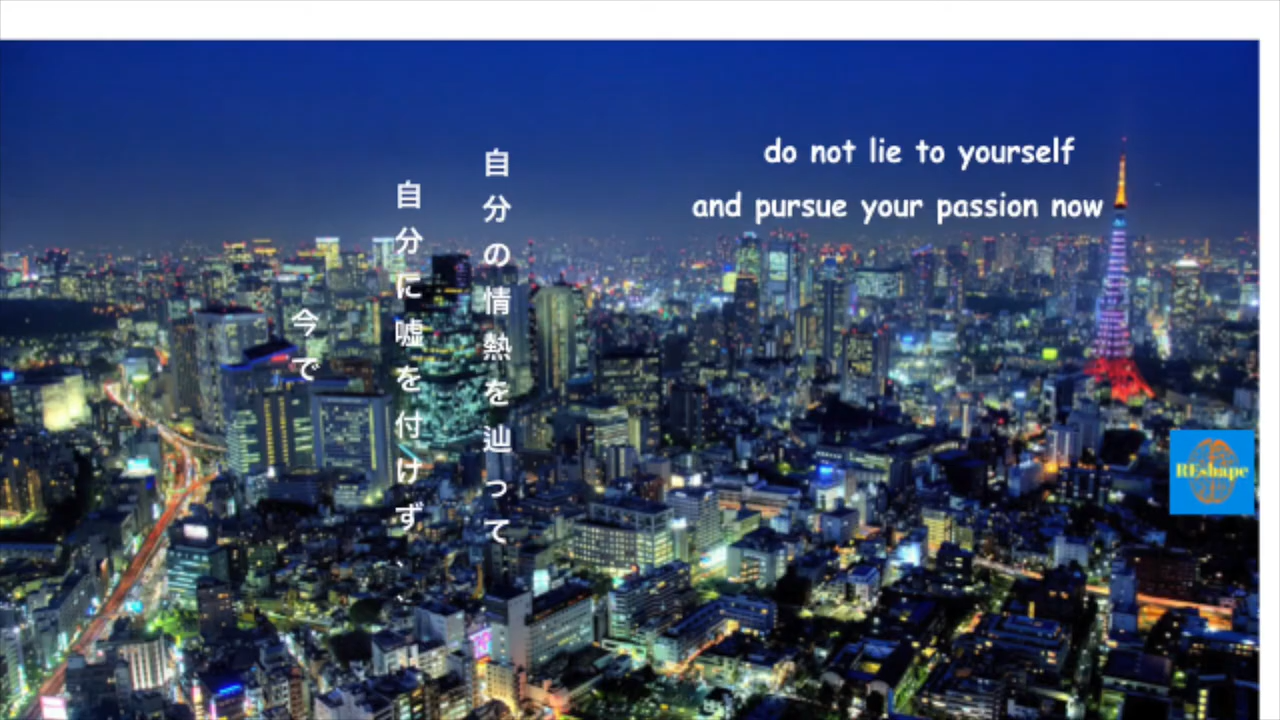 do not lie to yourself
and pursue your passion now
自分の情熱を辿って
自分に嘘を付けず、
今で
REshape